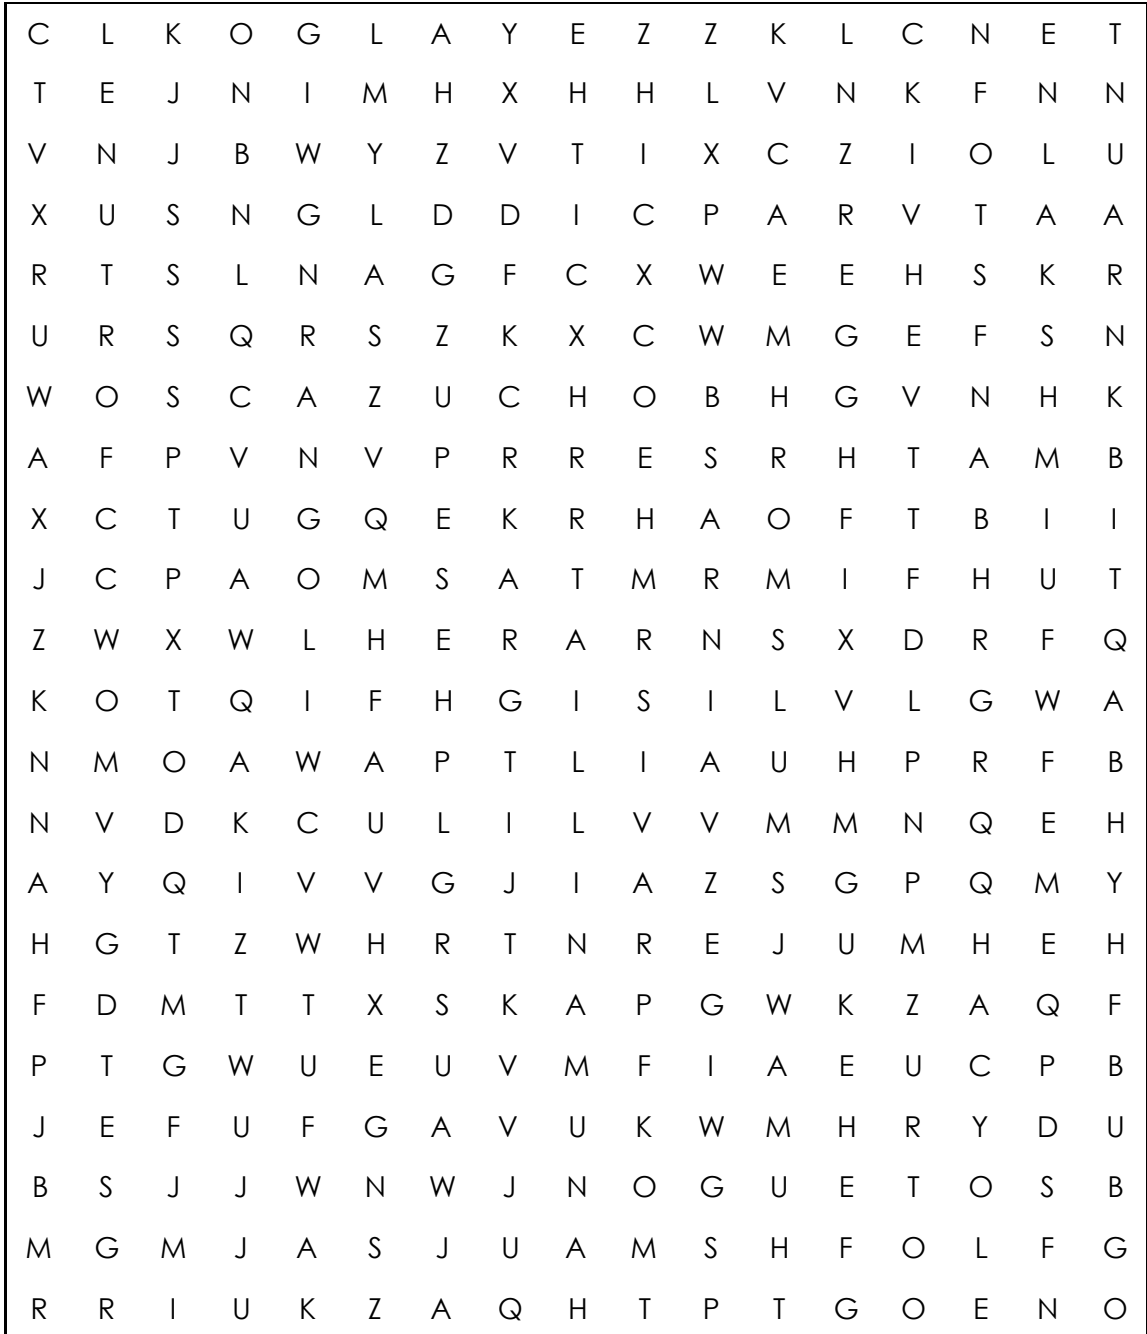 C L K O G L A Y E Z Z K L C N E T
T E J N I M H X H H L V N K F N N
V N J B W Y Z V T I X C Z I O L U
X U S N G L D D I C P A R V T A A
R T S L N A G F C X W E E H S K R
U R S Q R S Z K X C W M G E F S N
W O S C A Z U C H O B H G V N H K
A F P V N V P R R E S R H T A M B
X C T U G Q E K R H A O F T B I I
J C P A O M S A T M R M I F H U T
Z W X W L H E R A R N S X D R F Q
K O T Q I F H G I S I L V L G W A
N M O A W A P T L I A U H P R F B
N V D K C U L I L V V M M N Q E H
A Y Q I V V G J I A Z S G P Q M Y
H G T Z W H R T N R E J U M H E H
F D M T T X S K A P G W K Z A Q F
P T G W U E U V M F I A E U C P B
J E F U F G A V U K W M H R Y D U
B S J J W N W J N O G U E T O S B
M G M J A S J U A M S H F O L F G
R R I U K Z A Q H T P T G O E N O